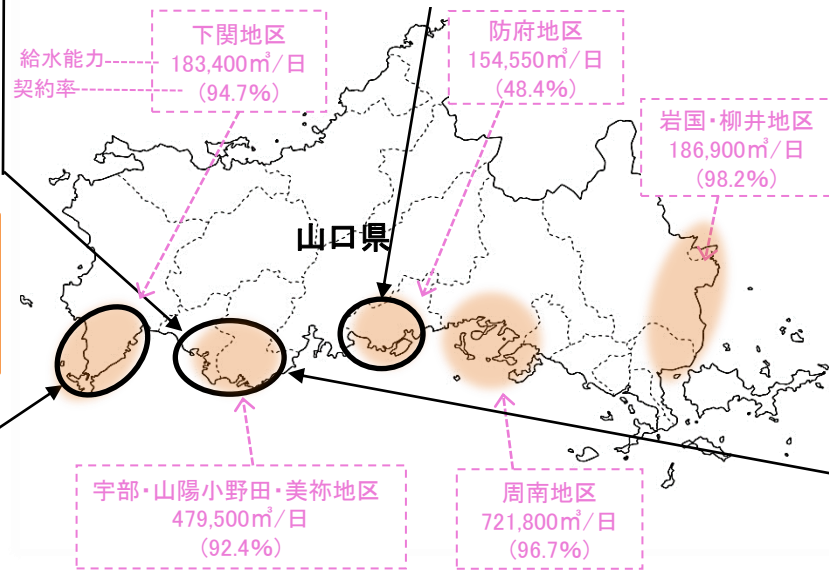 下関地区
183,400㎥/日
(94.7%)
給水能力
契約率
防府地区
154,550㎥/日
(48.4%)
岩国・柳井地区
186,900㎥/日
(98.2%)
山口県
宇部・山陽小野田・美祢地区
479,500㎥/日
(92.4%)
周南地区
721,800㎥/日
(96.7%)